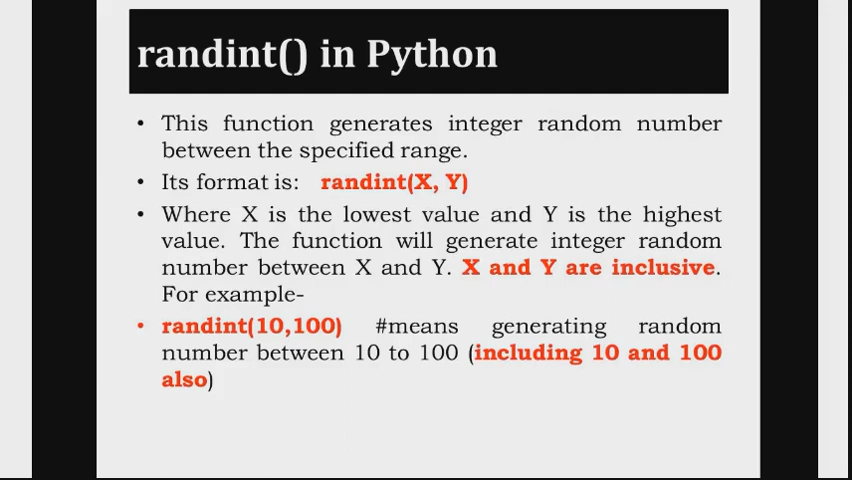 randint() in Python
• This function generates integer random number
between the specified range.
• Its format is: randint(X, Y)
• Where X is the lowest value and Y is the highest
value. The function will generate integer random
number between X and Y. X and Y are inclusive.
For example-
• randint(10,100) #means generating random
number between 10 to 100 (including 10 and 100
also)